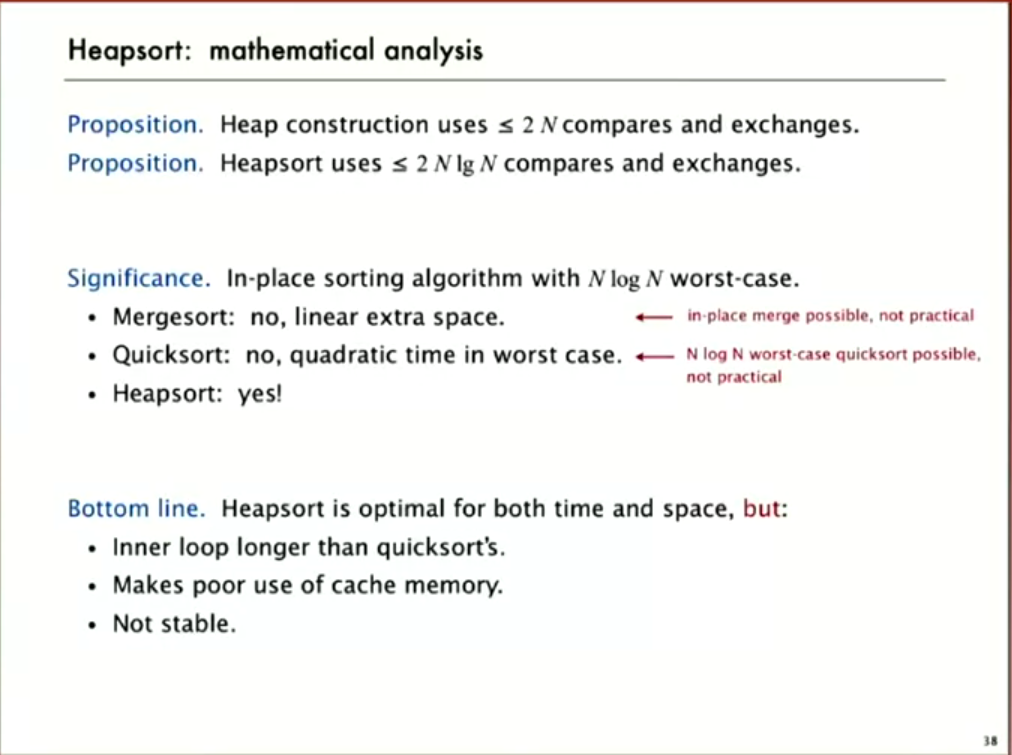 Heapsort: mathematical analysis
Proposition. Heap construction uses ≤ 2 N compares and exchanges.
Proposition. Heapsort uses ≤ 2 N lg N compares and exchanges.
Significance. In-place sorting algorithm with N log N worst-case.
• Mergesort: no, linear extra space. ← in-place merge possible, not practical
• Quicksort: no, quadratic time in worst case. ← N log N worst-case quicksort possible,
not practical
• Heapsort: yes!
Bottom line. Heapsort is optimal for both time and space, but:
• Inner loop longer than quicksort's.
• Makes poor use of cache memory.
• Not stable.
38